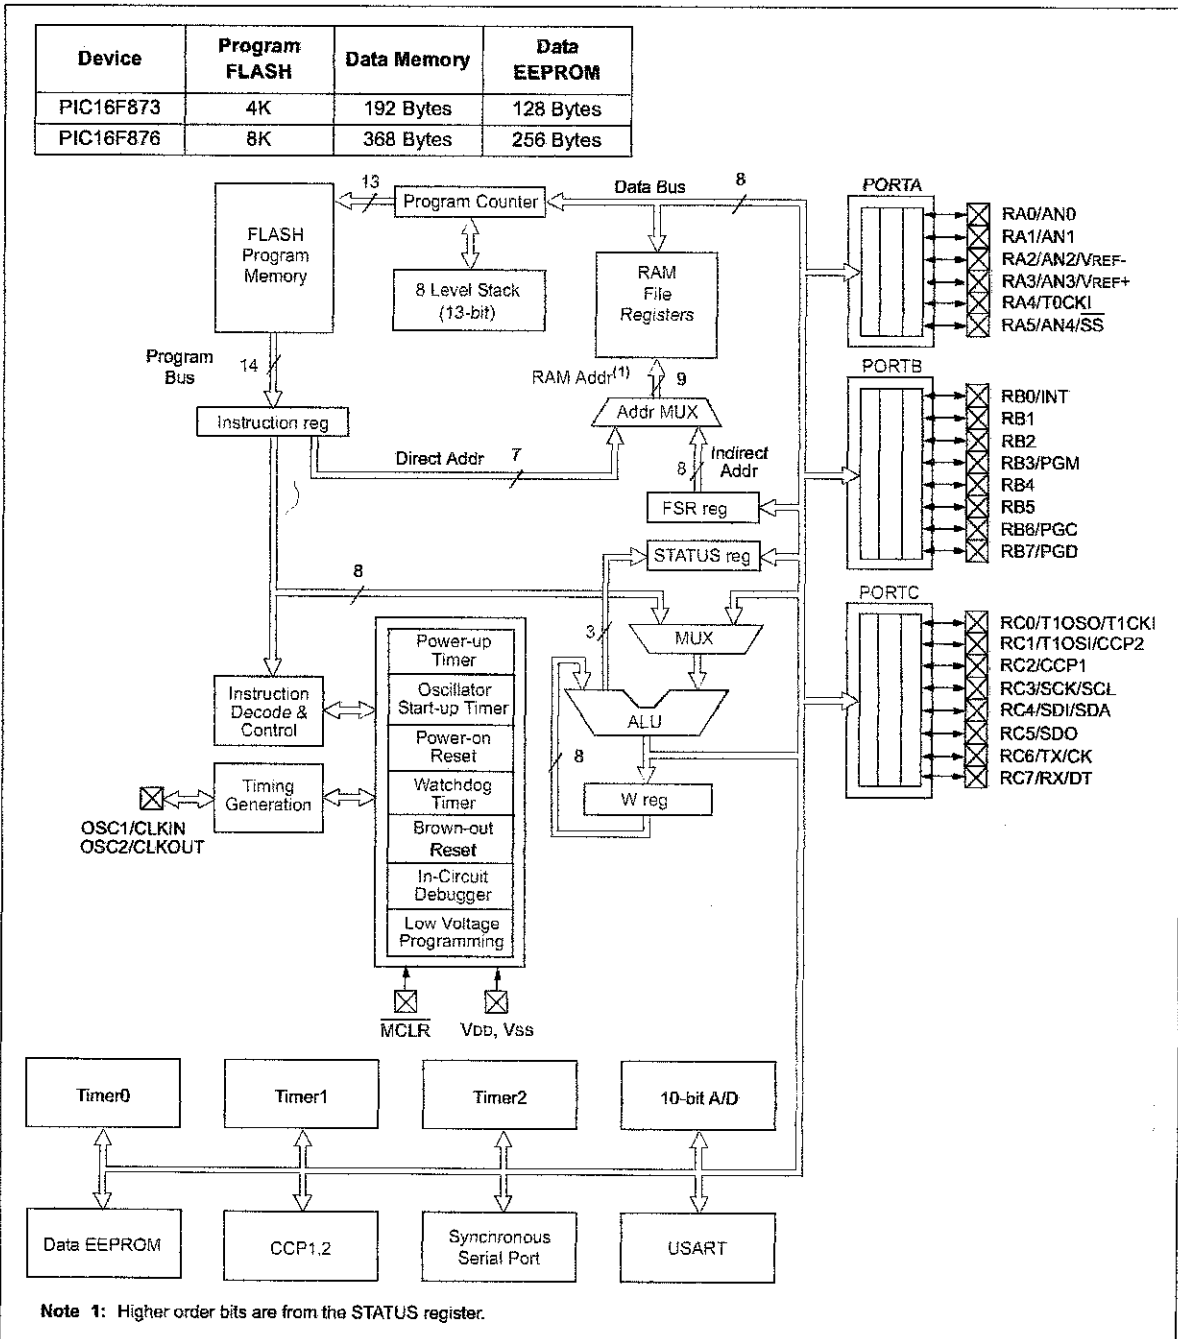 Device Program FLASH Data Memory Data EEPROM
PIC16F873 4K 192 Bytes 128 Bytes
PIC16F876 8K 368 Bytes 256 Bytes
FLASH
Program
Memory
13
Program Counter
Data Bus
8
8 Level Stack
(13-bit)
RAM
File
Registers
PORTA
RA0/AN0
RA1/AN1
RA2/AN2/VREF-
RA3/AN3/VREF+
RA4/T0CKI
RA5/AN4/SS
Program
Bus
14
RAM Addr(1)
9
Addr MUX
Instruction reg
Direct Addr
7
8
Indirect
Addr
FSR reg
STATUS reg
PORTB
RB0/INT
RB1
RB2
RB3/PGM
RB4
RB5
RB6/PGC
RB7/PGD
8
3
MUX
ALU
8
W reg
PORTC
RC0/T1OSO/T1CKI
RC1/T1OSI/CCP2
RC2/CCP1
RC3/SCK/SCL
RC4/SDI/SDA
RC5/SDO
RC6/TX/CK
RC7/RX/DT
Instruction
Decode &
Control
Timing
Generation
OSC1/CLKIN
OSC2/CLKOUT
Power-up
Timer
Oscillator
Start-up Timer
Power-on
Reset
Watchdog
Timer
Brown-out
Reset
In-Circuit
Debugger
Low Voltage
Programming
MCLR
VDD, VSS
Timer0
Timer1
Timer2
10-bit A/D
Data EEPROM
CCP1,2
Synchronous
Serial Port
USART
Note 1: Higher order bits are from the STATUS register.